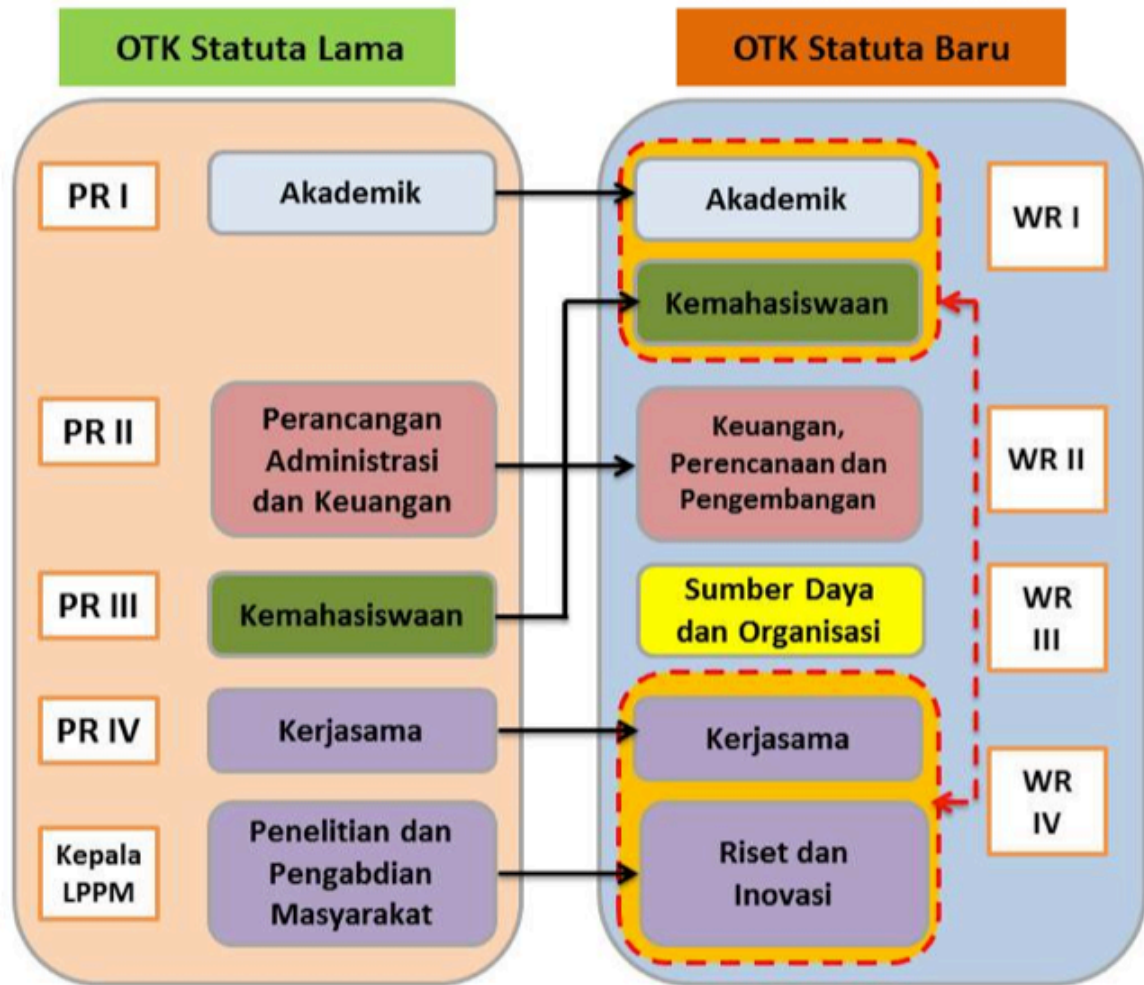 OTK Statuta Lama
OTK Statuta Baru
PR I
Akademik
Akademik
WR I
Kemahasiswaan
PR II
Perancangan
Administrasi
dan Keuangan
Keuangan,
Perencanaan dan
Pengembangan
WR II
PR III
Kemahasiswaan
Sumber Daya
dan Organisasi
WR
III
PR IV
Kerjasama
Kerjasama
WR
IV
Kepala
LPPM
Penelitian dan
Pengabdian
Masyarakat
Riset dan
Inovasi